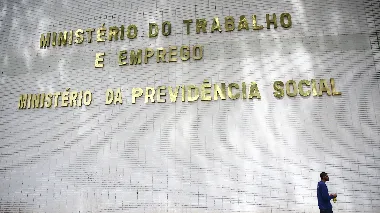 MINISTÉRIO DO TRABALHO
E EMPREGO
MINISTÉRIO DA PREVIDÊNCIA SOCIAL